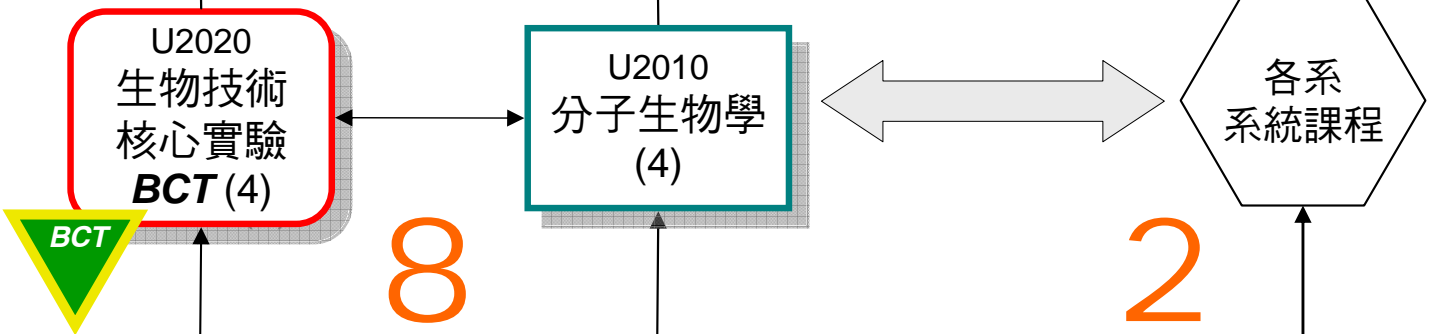 U2020
生物技術
核心實驗
BCT (4)
BCT
8
U2010
分子生物學
(4)
2
各系
系統課程